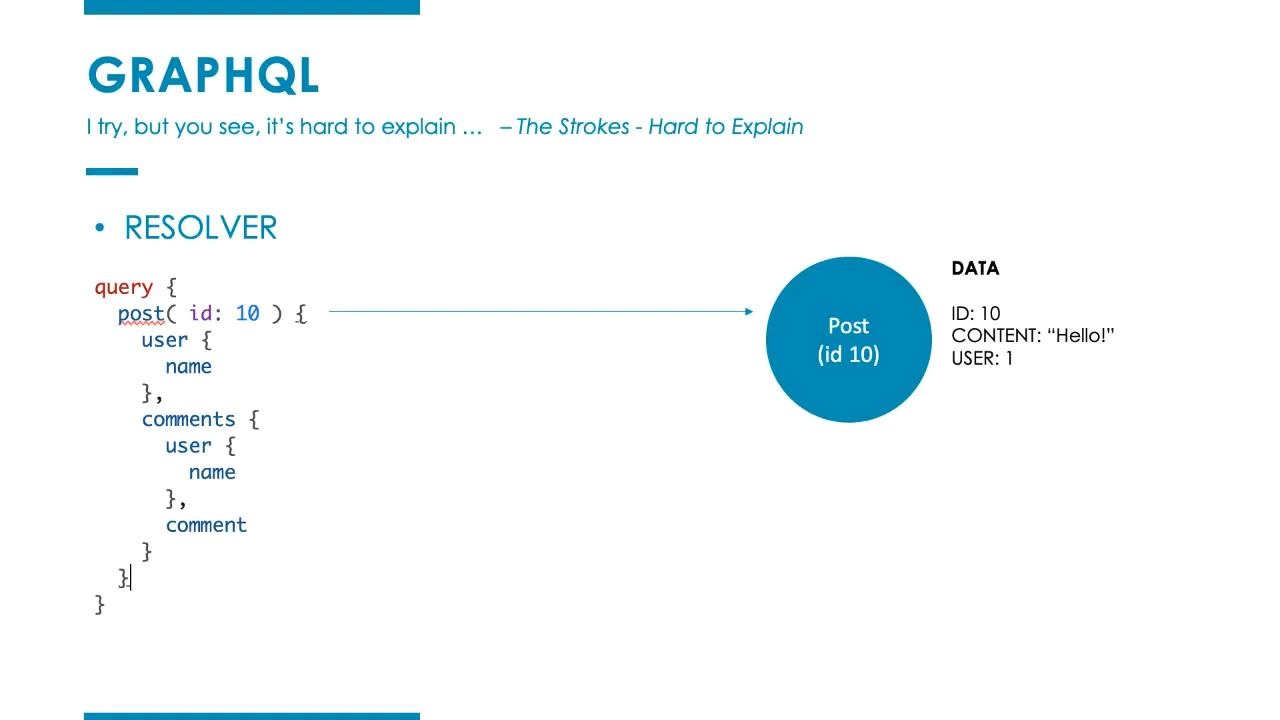 GRAPHQL
I try, but you see, it’s hard to explain … – The Strokes - Hard to Explain
• RESOLVER
query {
  post( id: 10 ) {
    user {
      name
    },
    comments {
      user {
        name
      },
      comment
    }
  }
}
Post
(id 10)
DATA
ID: 10
CONTENT: “Hello!”
USER: 1